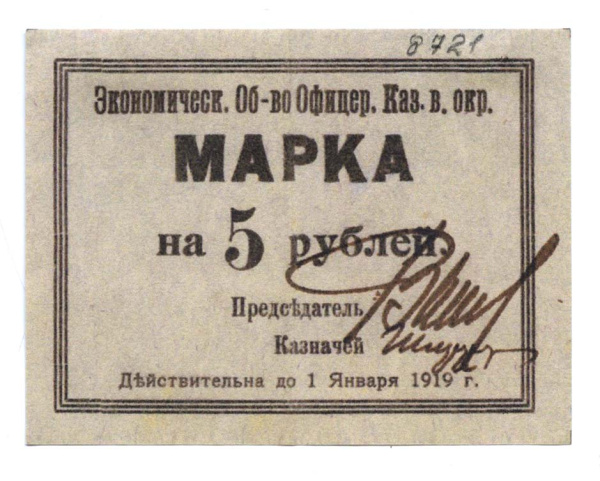 8721
Экономическ. Об-во Офицер. Каз. в. окр.
МАРКА
на 5 рублей.
Предсѣдатель
Казначей
Дѣйствительна до 1 Января 1919 г.